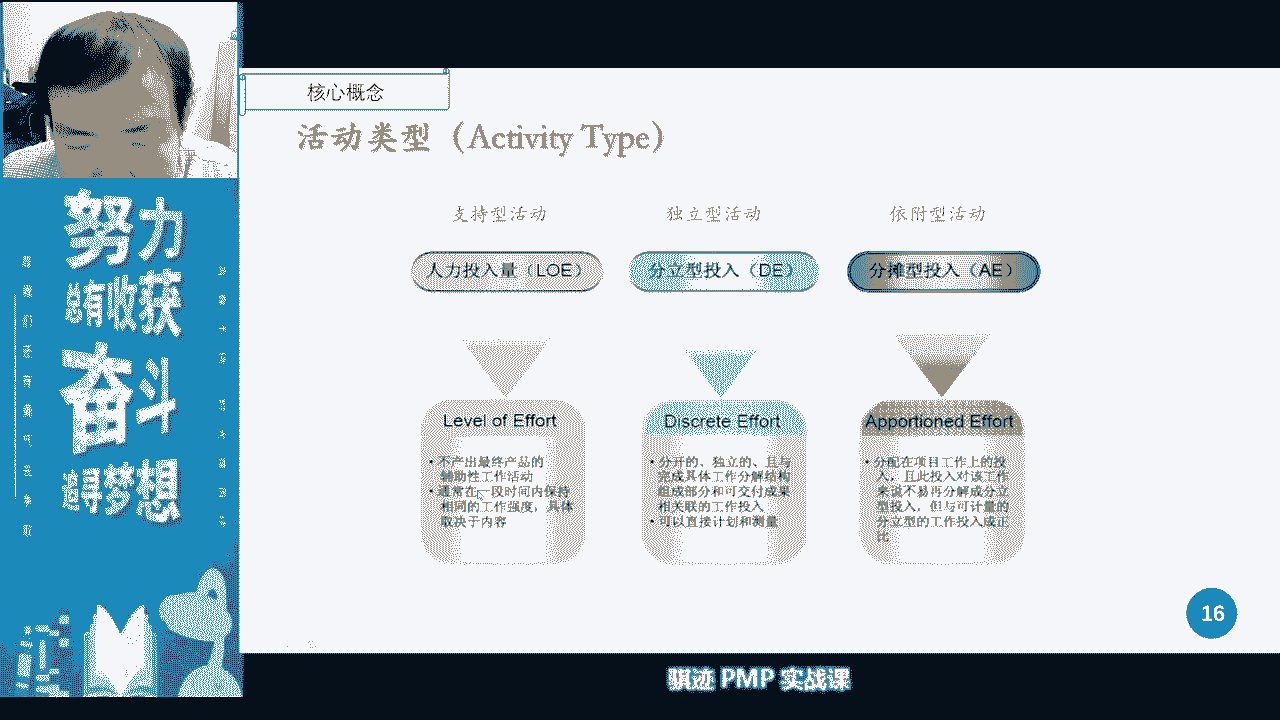 核心概念
活动类型（Activity Type）
支持型活动
独立型活动
依附型活动
人力投入量（LOE）
分立型投入（DE）
分摊型投入（AE）
Level of Effort
• 不产出最终产品的
辅助性工作活动
• 通常在一段时间内保持
相同的工作强度，具体
取决于内容
Discrete Effort
• 分开的、独立的、且与
完成具体工作分解结构
组成部分和可交付成果
相关联的工作投入
• 可以直接计划和测量
Apportioned Effort
• 分配在项目工作上的投
入，且此投入对该工作
来说不易再分解成分立
型投入，但与可计量的
分立型的工作投入成正
比
16
努力
总有收获
奋斗
追寻梦想
骐迹 PMP 实战课